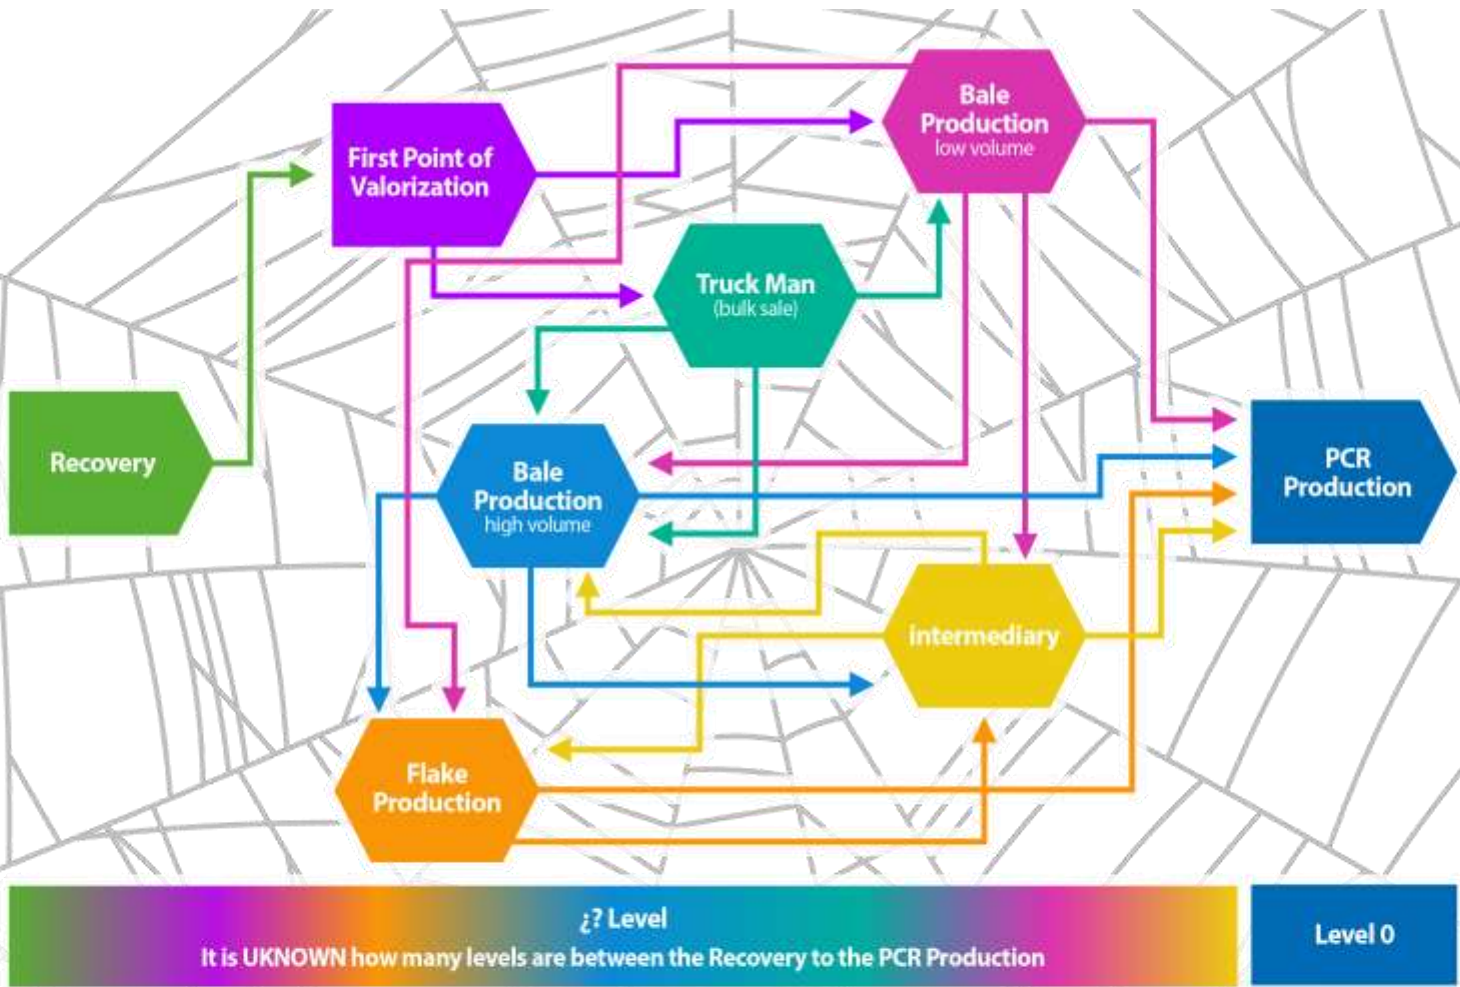 Bale
Production
low volume
First Point of
Valorization
Truck Man
(bulk sale)
Recovery
Bale
Production
high volume
PCR
Production
intermediary
Flake
Production
¿? Level
It is UKNOWN how many levels are between the Recovery to the PCR Production
Level 0